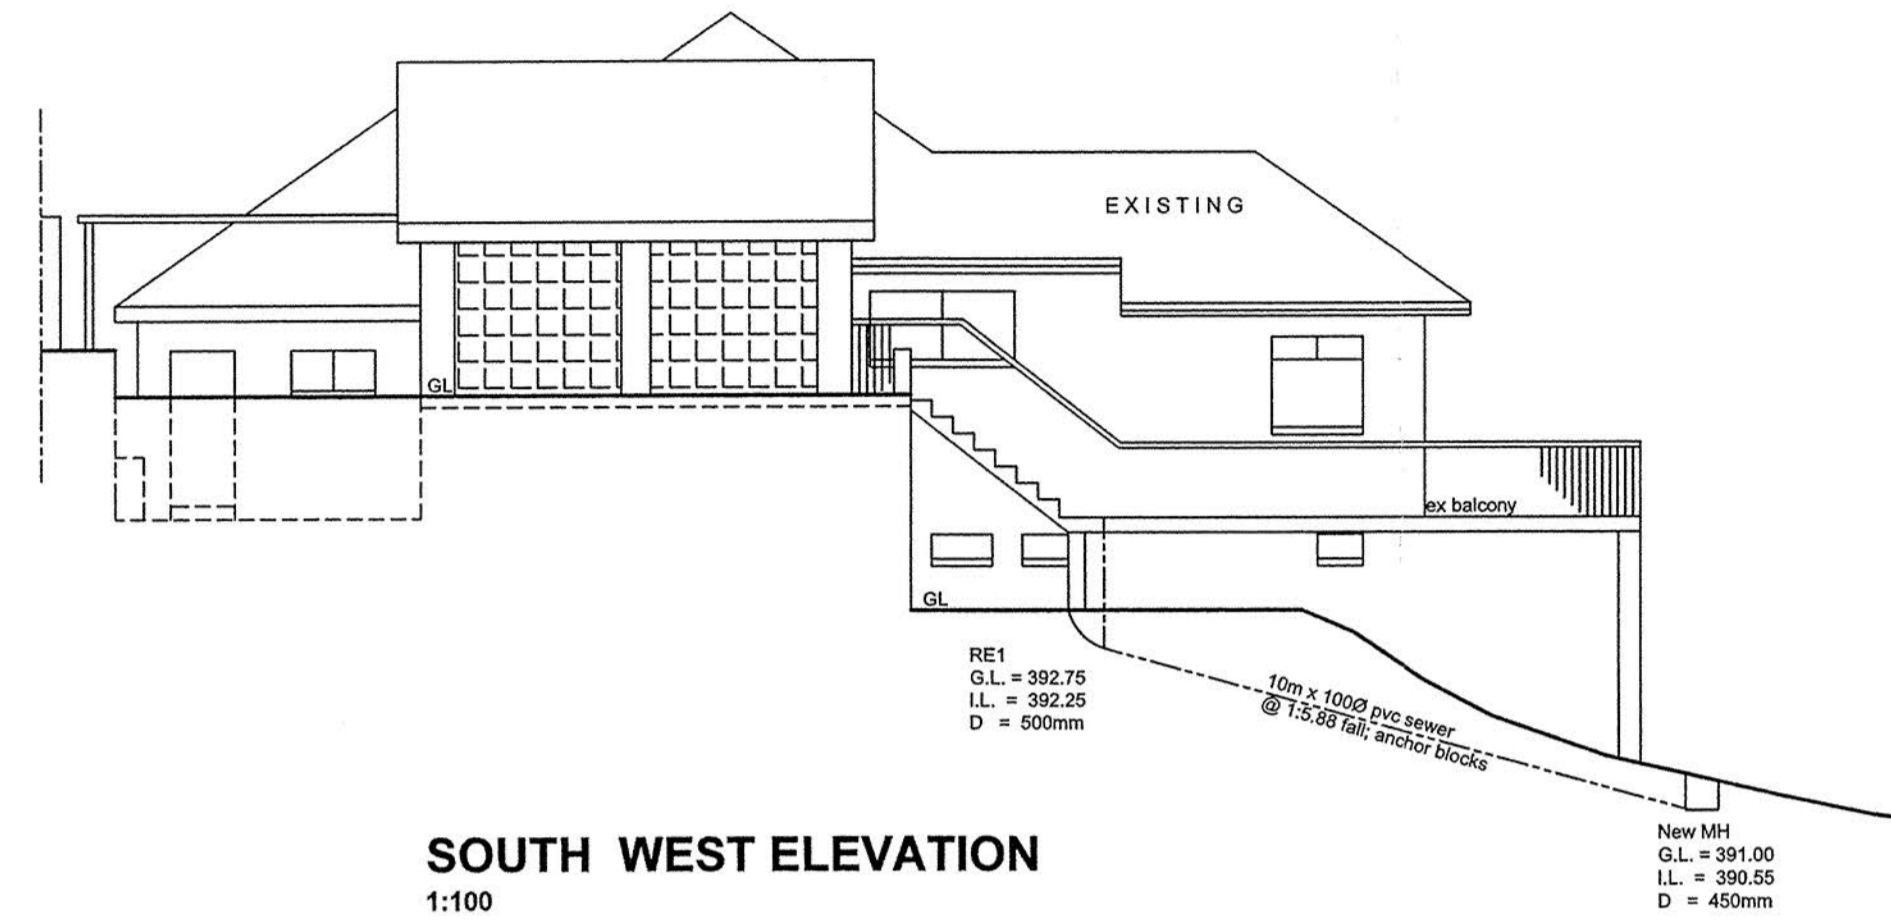 EXISTING
GL
ex balcony
GL
RE1
G.L. = 392.75
I.L. = 392.25
D = 500mm
10m x 100Ø pvc sewer
@ 1:5.88 fall; anchor blocks
New MH
G.L. = 391.00
I.L. = 390.55
D = 450mm
SOUTH WEST ELEVATION
1:100